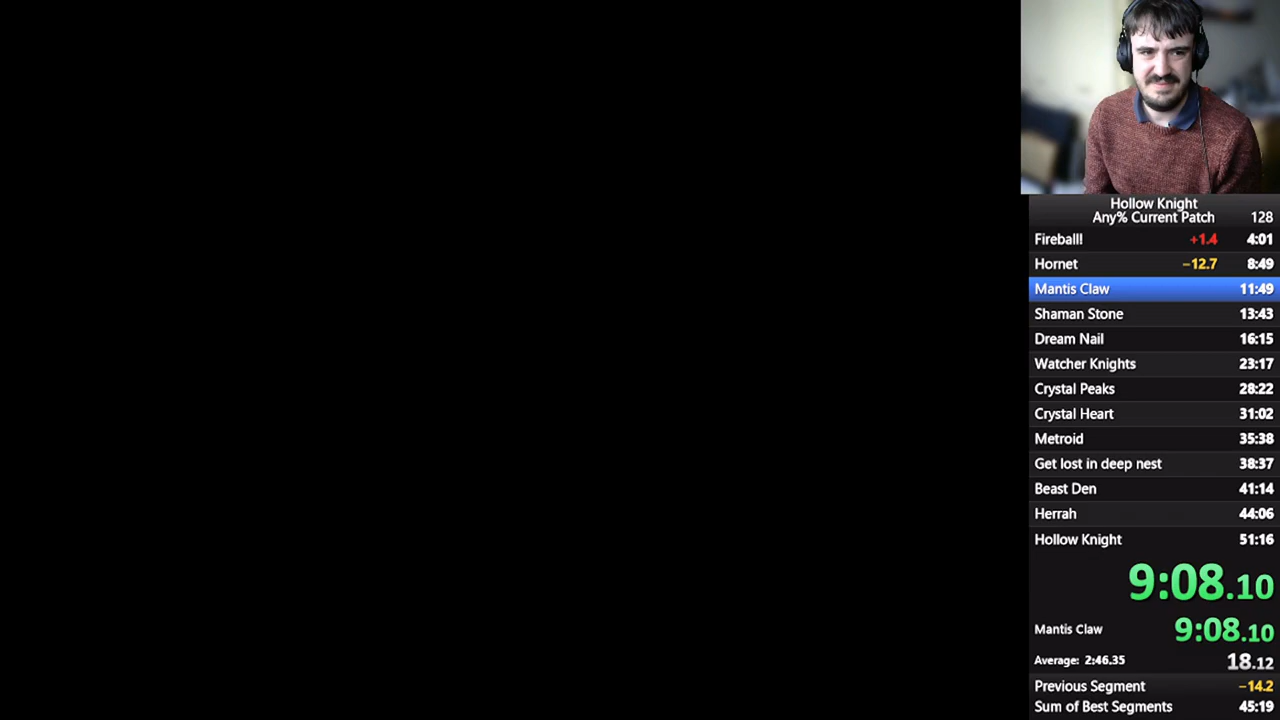 Hollow Knight
Any% Current Patch 128
Fireball! +1.4 4:01
Hornet −12.7 8:49
Mantis Claw 11:49
Shaman Stone 13:43
Dream Nail 16:15
Watcher Knights 23:17
Crystal Peaks 28:22
Crystal Heart 31:02
Metroid 35:38
Get lost in deep nest 38:37
Beast Den 41:14
Herrah 44:06
Hollow Knight 51:16
9:08.10
Mantis Claw 9:08.10
Average: 2:46.35 18.12
Previous Segment −14.2
Sum of Best Segments 45:19